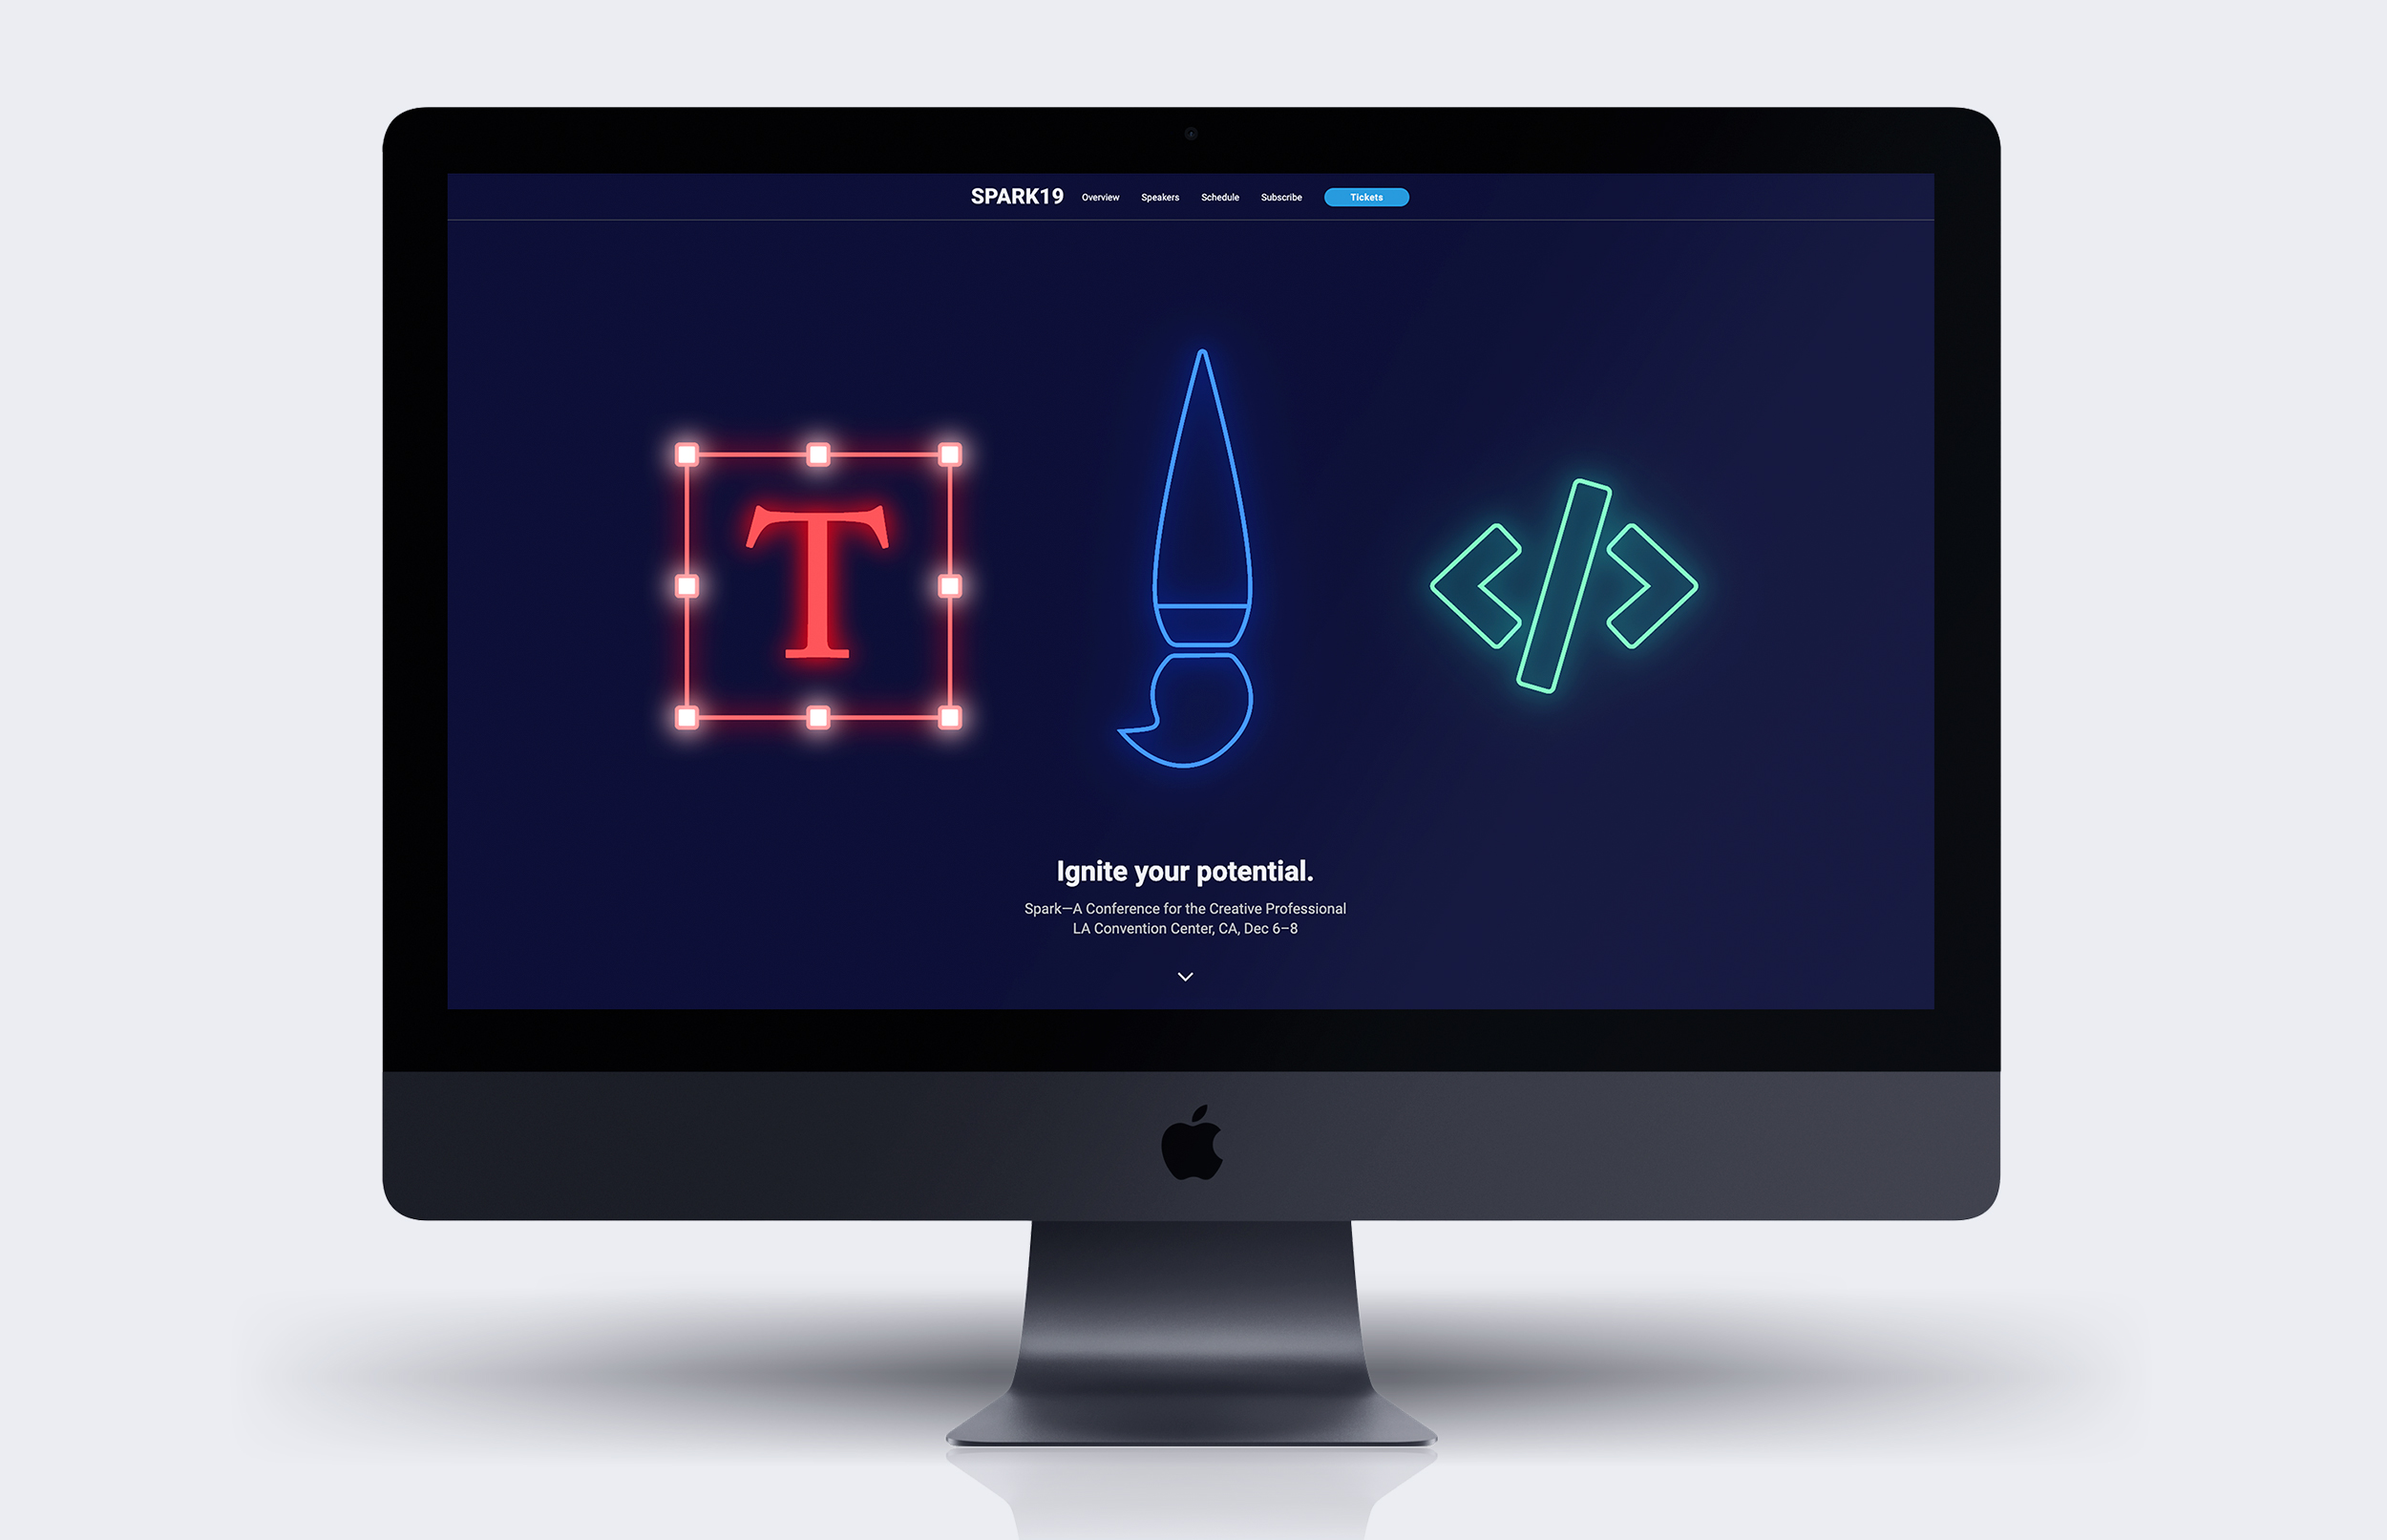 SPARK19 Overview Speakers Schedule Subscribe Tickets
T
</>
Ignite your potential.
Spark—A Conference for the Creative Professional
LA Convention Center, CA, Dec 6–8